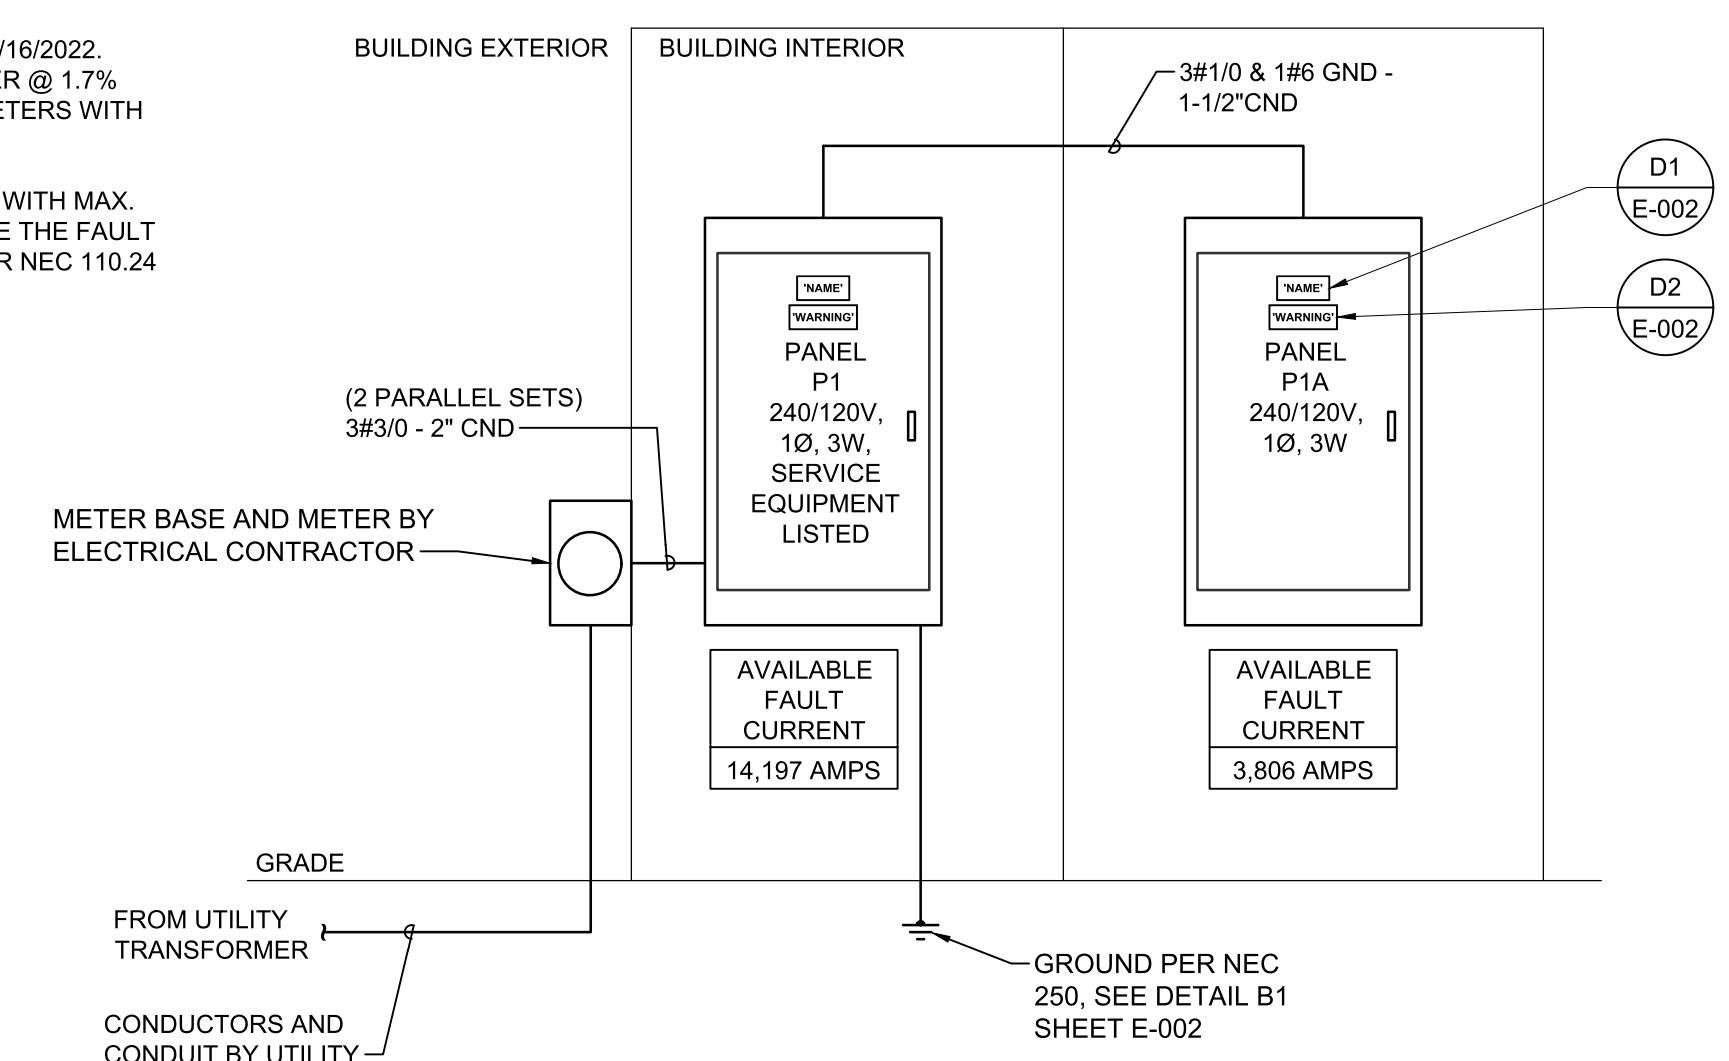 /16/2022.
ER @ 1.7%
ETERS WITH
WITH MAX.
E THE FAULT
R NEC 110.24
BUILDING EXTERIOR
BUILDING INTERIOR
3#1/0 & 1#6 GND -
1-1/2"CND
D1
E-002
D2
E-002
'NAME'
'WARNING'
PANEL
P1
240/120V,
1Ø, 3W,
SERVICE
EQUIPMENT
LISTED
'NAME'
'WARNING'
PANEL
P1A
240/120V,
1Ø, 3W
(2 PARALLEL SETS)
3#3/0 - 2" CND
METER BASE AND METER BY
ELECTRICAL CONTRACTOR
AVAILABLE
FAULT
CURRENT
14,197 AMPS
AVAILABLE
FAULT
CURRENT
3,806 AMPS
GRADE
FROM UTILITY
TRANSFORMER
GROUND PER NEC
250, SEE DETAIL B1
SHEET E-002
CONDUCTORS AND
CONDUIT BY UTILITY